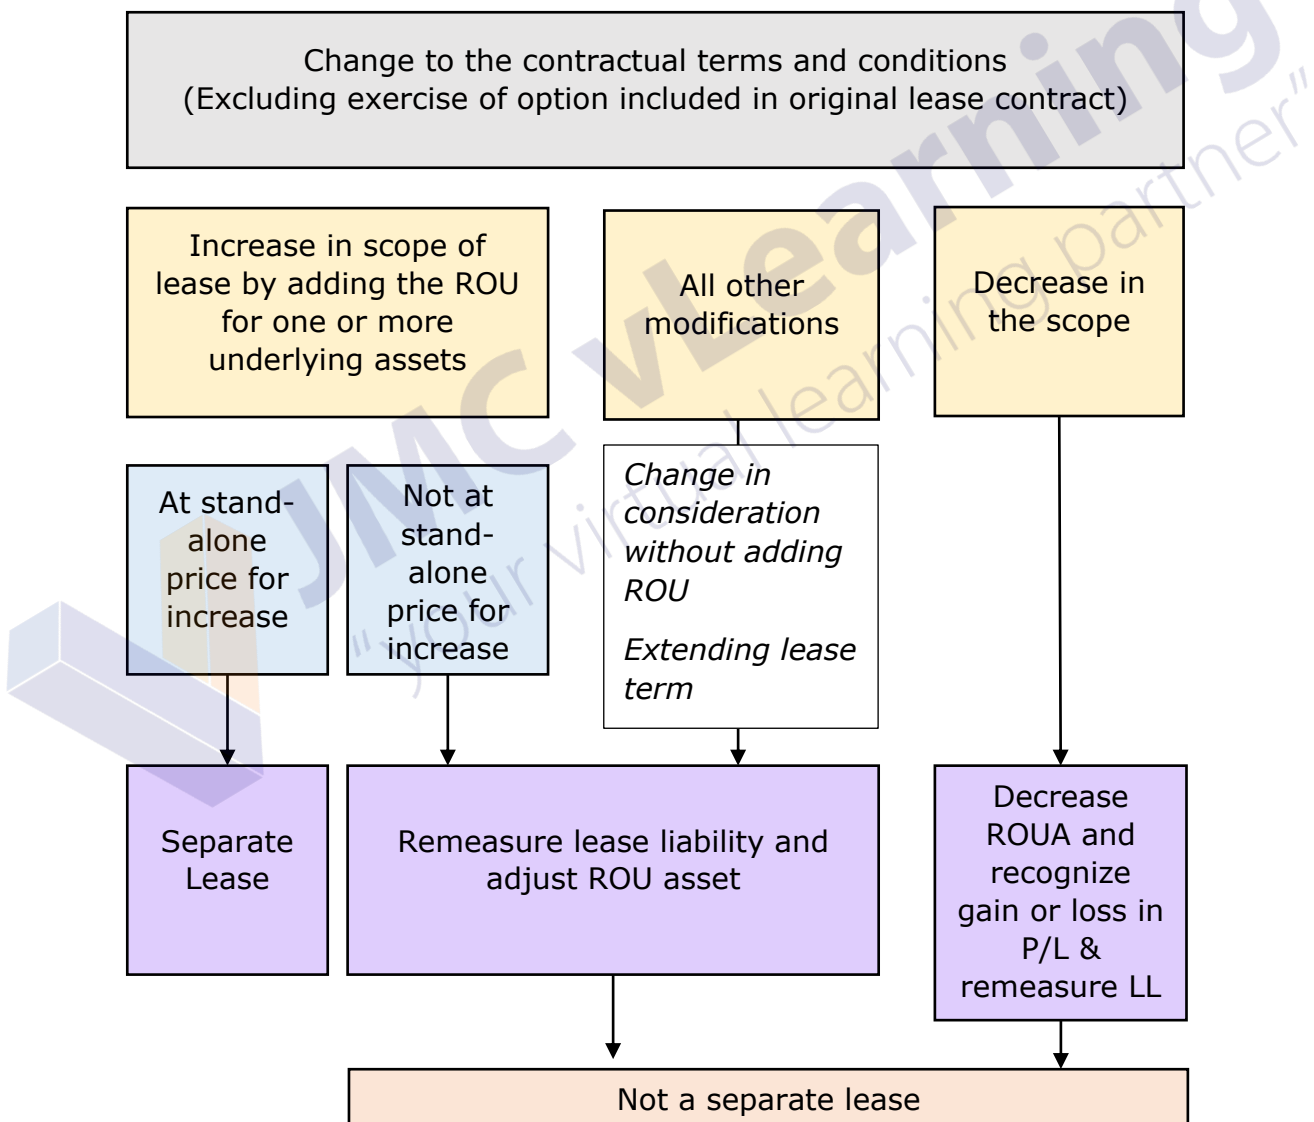 Change to the contractual terms and conditions
(Excluding exercise of option included in original lease contract)
Increase in scope of
lease by adding the ROU
for one or more
underlying assets
All other
modifications
Decrease in
the scope
At stand-
alone
price for
increase
Not at
stand-
alone
price for
increase
Change in
consideration
without adding
ROU
Extending lease
term
Separate
Lease
Remeasure lease liability and
adjust ROU asset
Decrease
ROUA and
recognize
gain or loss in
P/L &
remeasure LL
Not a separate lease
JMC vLearning
"your virtual learning partner"